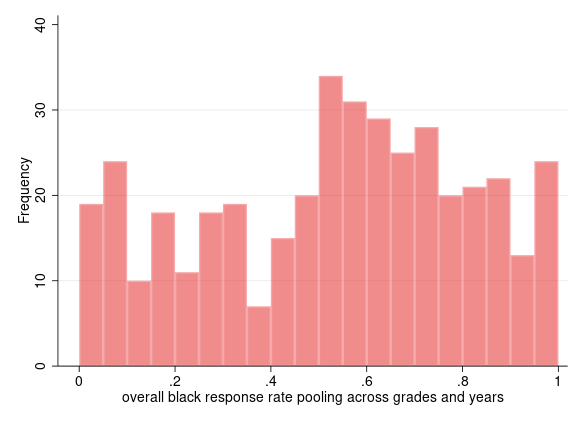 40
30
20
10
0
Frequency
0 .2 .4 .6 .8 1
overall black response rate pooling across grades and years